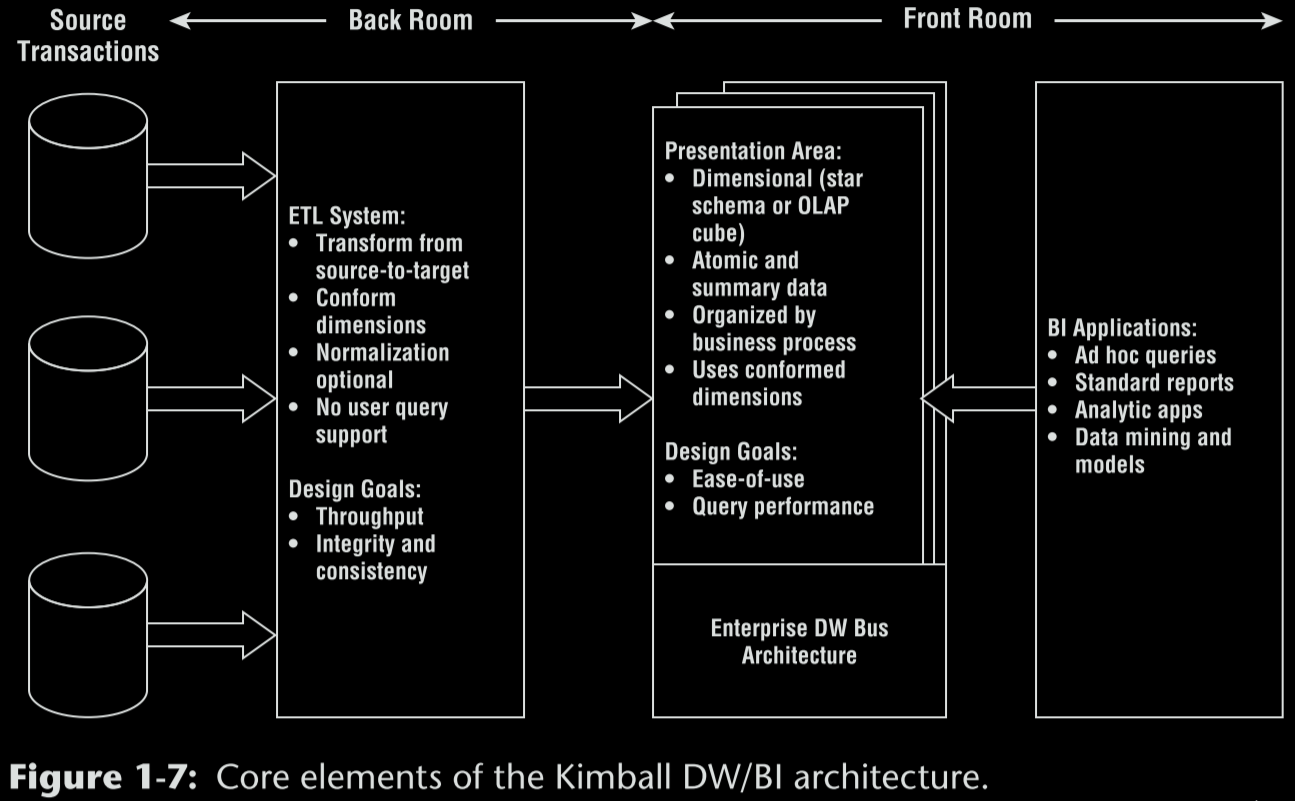 Source
Transactions
Back Room
Front Room
ETL System:
• Transform from
source-to-target
• Conform
dimensions
• Normalization
optional
• No user query
support
Design Goals:
• Throughput
• Integrity and
consistency
Presentation Area:
• Dimensional (star
schema or OLAP
cube)
• Atomic and
summary data
• Organized by
business process
• Uses conformed
dimensions
Design Goals:
• Ease-of-use
• Query performance
Enterprise DW Bus
Architecture
BI Applications:
• Ad hoc queries
• Standard reports
• Analytic apps
• Data mining and
models
Figure 1-7: Core elements of the Kimball DW/BI architecture.